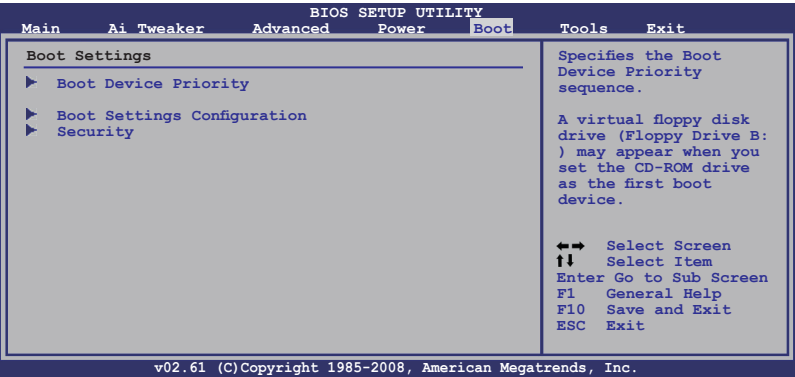 BIOS SETUP UTILITY
Main Ai Tweaker Advanced Power Boot Tools Exit
Boot Settings
Boot Device Priority
Boot Settings Configuration
Security
Specifies the Boot
Device Priority
sequence.
A virtual floppy disk
drive (Floppy Drive B:
) may appear when you
set the CD-ROM drive
as the first boot
device.
←→ Select Screen
↑↓ Select Item
Enter Go to Sub Screen
F1 General Help
F10 Save and Exit
ESC Exit
v02.61 (C)Copyright 1985-2008, American Megatrends, Inc.